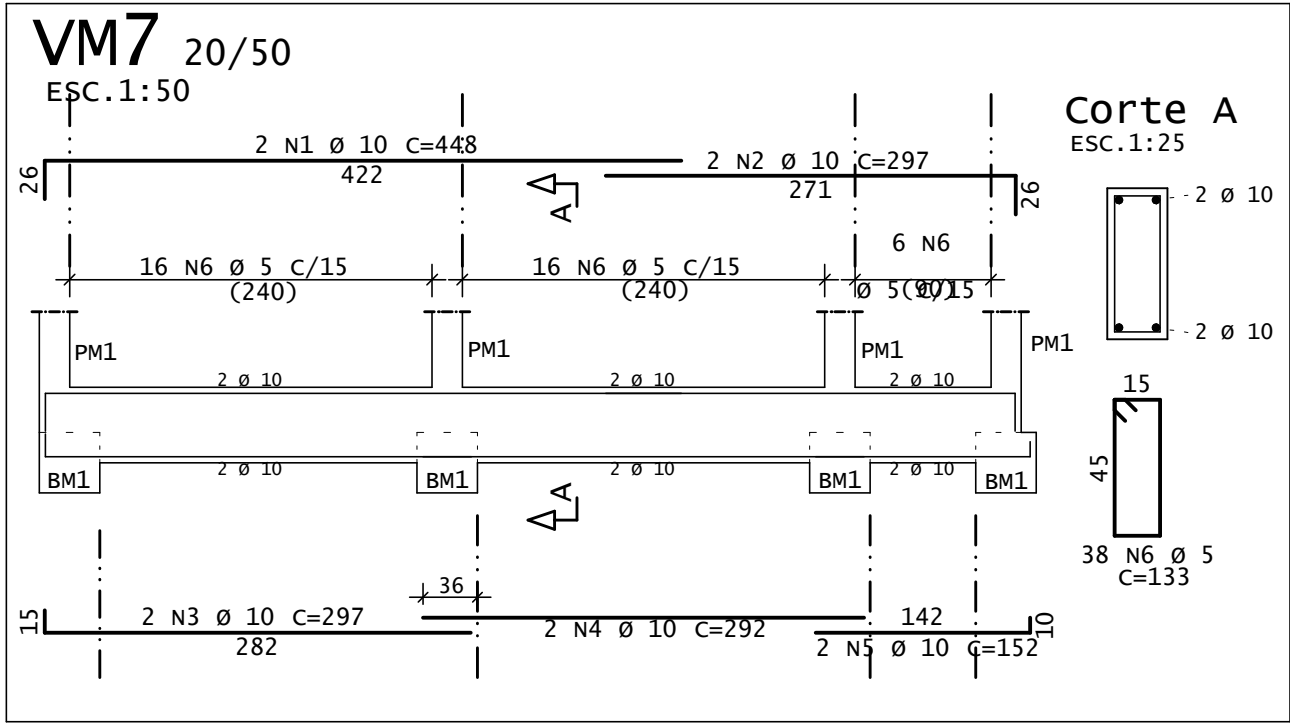 VM7 20/50
ESC.1:50
2 N1 Ø 10 C=448
422
26
2 N2 Ø 10 C=297
271
26
A
16 N6 Ø 5 C/15
(240)
16 N6 Ø 5 C/15
(240)
6 N6
Ø 5 C/15
(90)
PM1
PM1
PM1
PM1
2 Ø 10
2 Ø 10
2 Ø 10
2 Ø 10
2 Ø 10
2 Ø 10
BM1
BM1
BM1
BM1
A
36
15
2 N3 Ø 10 C=297
282
2 N4 Ø 10 C=292
142
10
2 N5 Ø 10 C=152
Corte A
ESC.1:25
2 Ø 10
2 Ø 10
15
45
38 N6 Ø 5
C=133